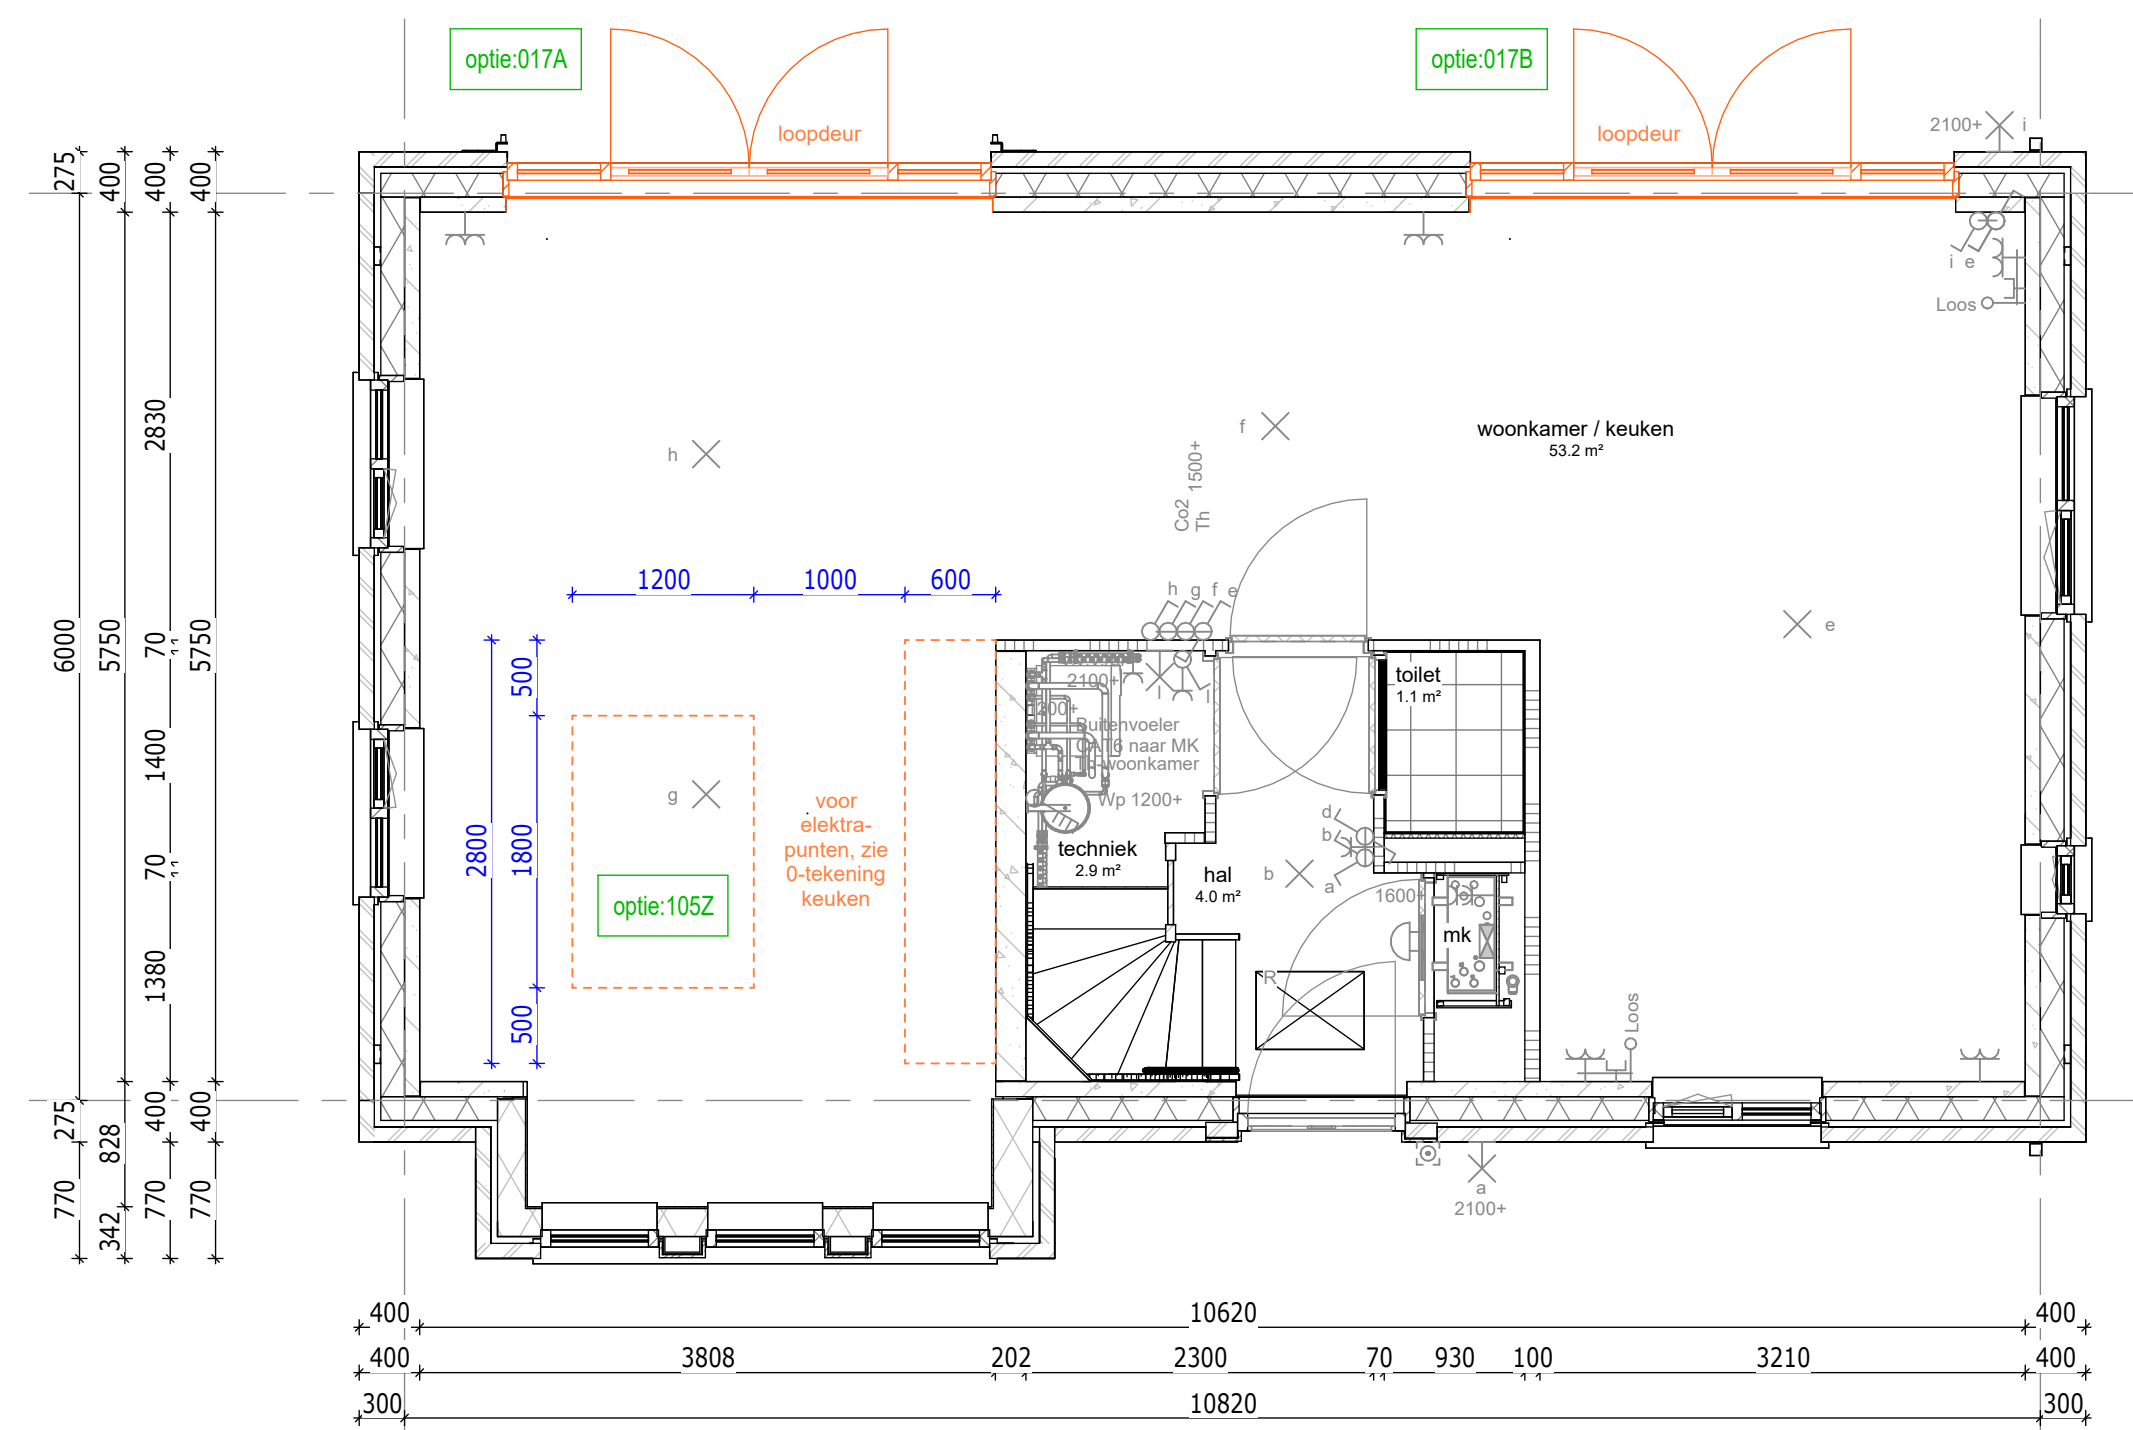 optie:017A
optie:017B
loopdeur
loopdeur
2100+
i
275
400
400
400
i
e
Loos
2830
h
f
1500+
Co2
Th
woonkamer / keuken
53.2 m²
1200
1000
600
h
g
f
e
e
6000
5750
70
5750
500
2100+
toilet
1.1 m²
Buitenvoeler
CAT6 naar MK
Wp 1200+
1400
g
2800
1800
voor
elektra-
punten, zie
0-tekening
keuken
d
b
a
techniek
2.9 m²
hal
4.0 m²
b
1600+
70
optie:105Z
mk
1380
R
500
Loos
275
828
400
400
770
342
770
770
a
2100+
400
10620
400
400
3808
202
2300
70
930
100
3210
400
300
10820
300